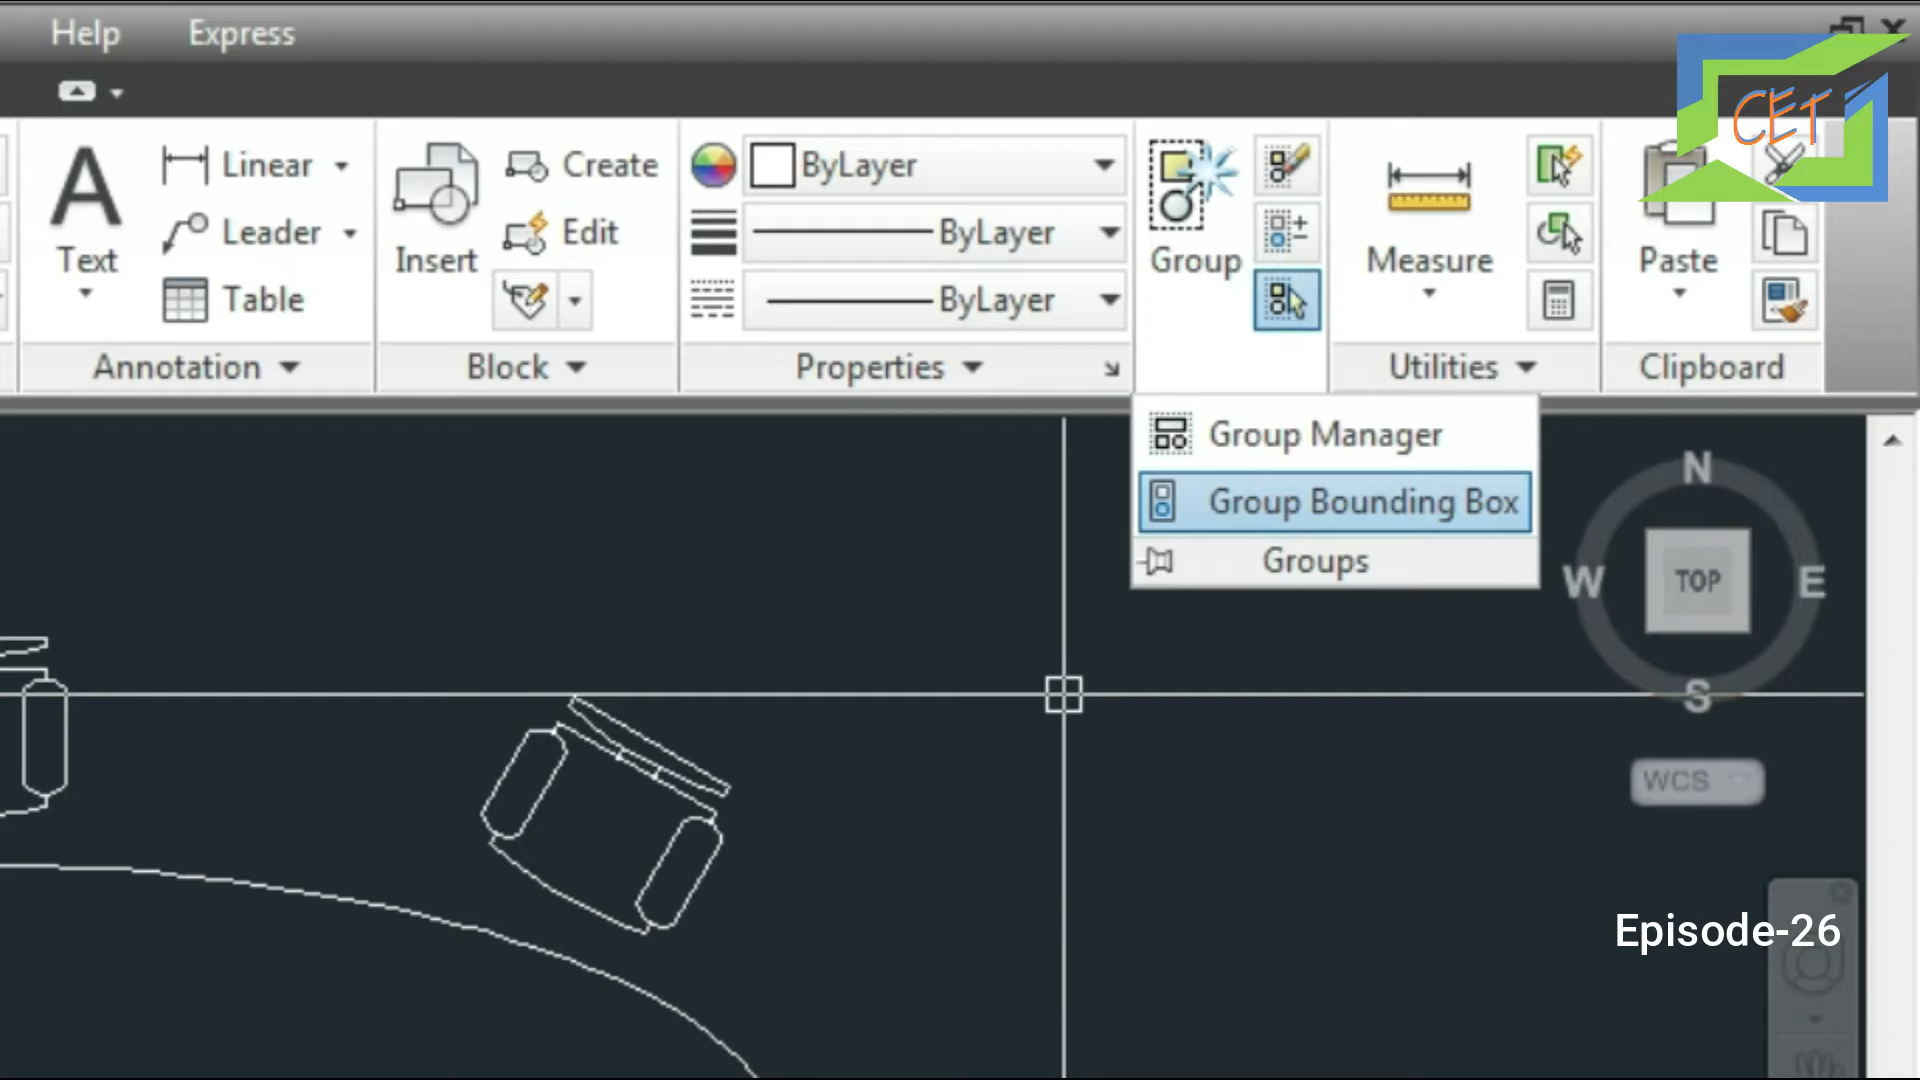 Help Express
CET
Text
Linear
Leader
Table
Annotation
Insert
Create
Edit
Block
ByLayer
ByLayer
ByLayer
Properties
Group
Measure
Utilities
Paste
Clipboard
Group Manager
Group Bounding Box
Groups
N
W TOP E
S
WCS
Episode-26